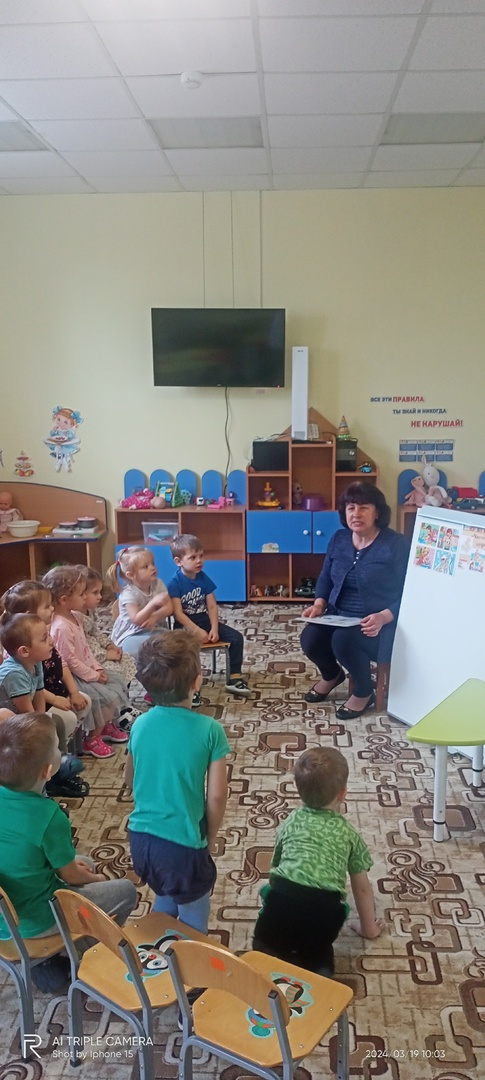 ВСЕ ЭТИ ПРАВИЛА
ТЫ ЗНАЙ И НИКОГДА
НЕ НАРУШАЙ!
GOOD
R AI TRIPLE CAMERA
Shot by Iphone 15
2024/03/19 10:03